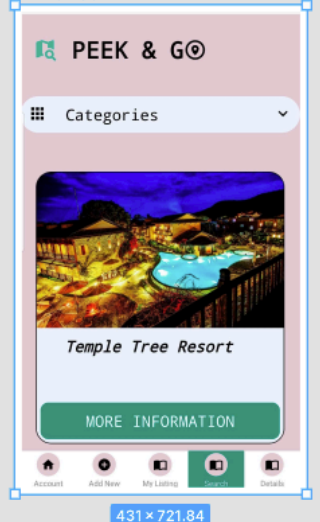 PEEK & GO
Categories
Temple Tree Resort
MORE INFORMATION
Account
Add New
My Listing
Search
Details
431 × 721.84